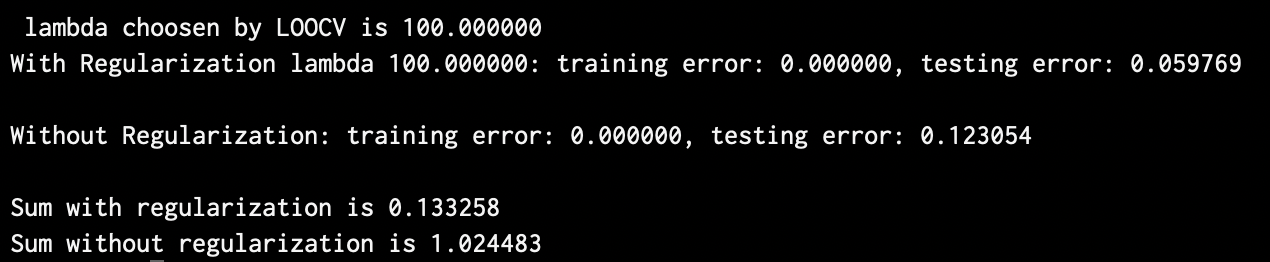 lambda choosen by LOOCV is 100.000000
With Regularization lambda 100.000000: training error: 0.000000, testing error: 0.059769
Without Regularization: training error: 0.000000, testing error: 0.123054
Sum with regularization is 0.133258
Sum without regularization is 1.024483